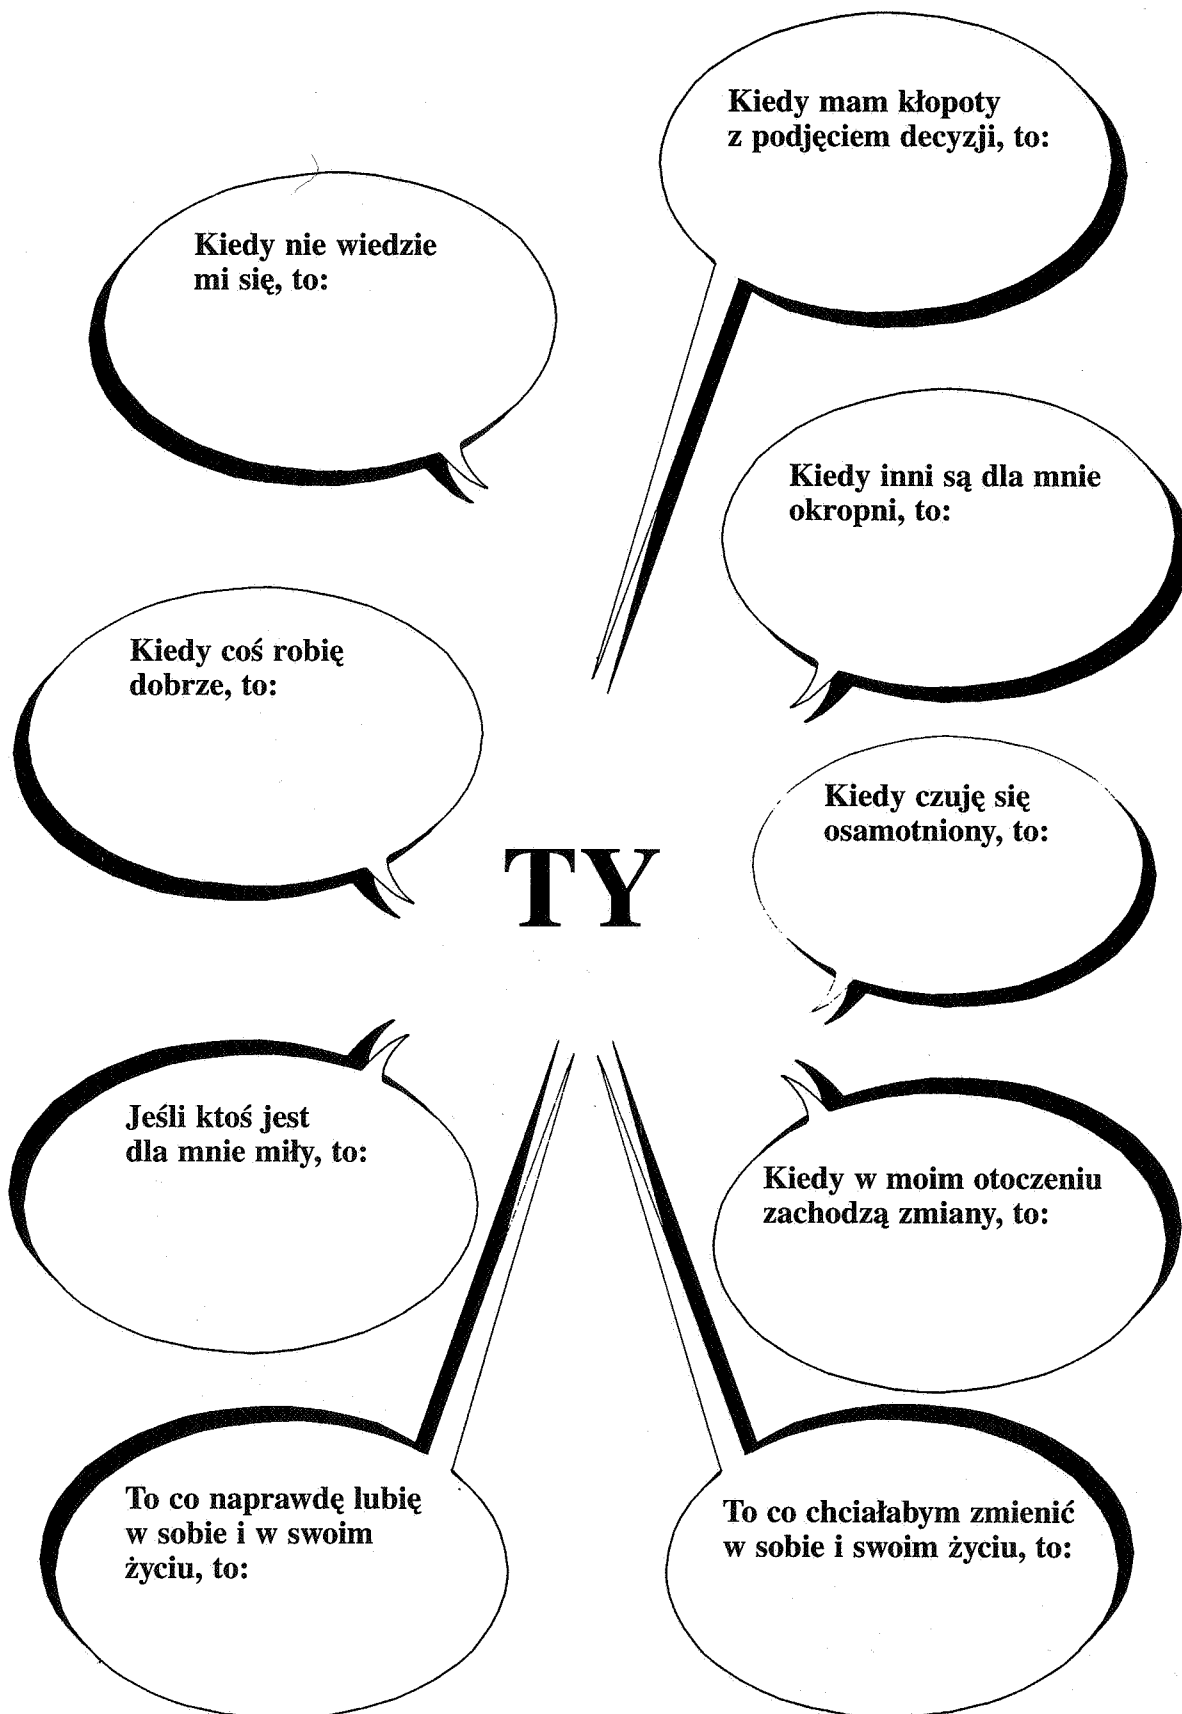 Kiedy mam kłopoty
z podjęciem decyzji, to:
Kiedy nie wiedzie
mi się, to:
Kiedy inni są dla mnie
okropni, to:
Kiedy coś robię
dobrze, to:
Kiedy czuję się
osamotniony, to:
TY
Jeśli ktoś jest
dla mnie miły, to:
Kiedy w moim otoczeniu
zachodzą zmiany, to:
To co naprawdę lubię
w sobie i w swoim
życiu, to:
To co chciałabym zmienić
w sobie i swoim życiu, to: